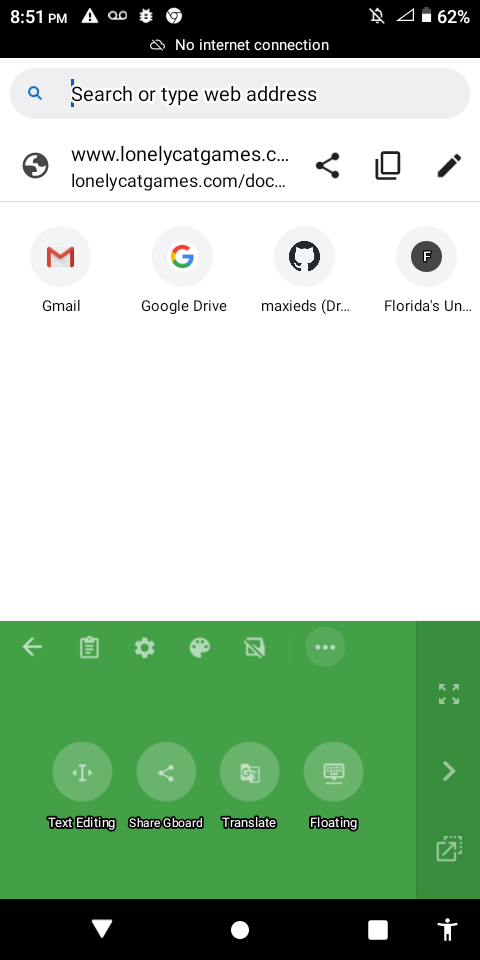 8:51 PM 62%
No internet connection
Search or type web address
www.lonelycatgames.c...
lonelycatgames.com/doc...
Gmail Google Drive maxieds (Dr... Florida's Un...
F
Text Editing Share Gboard Translate Floating